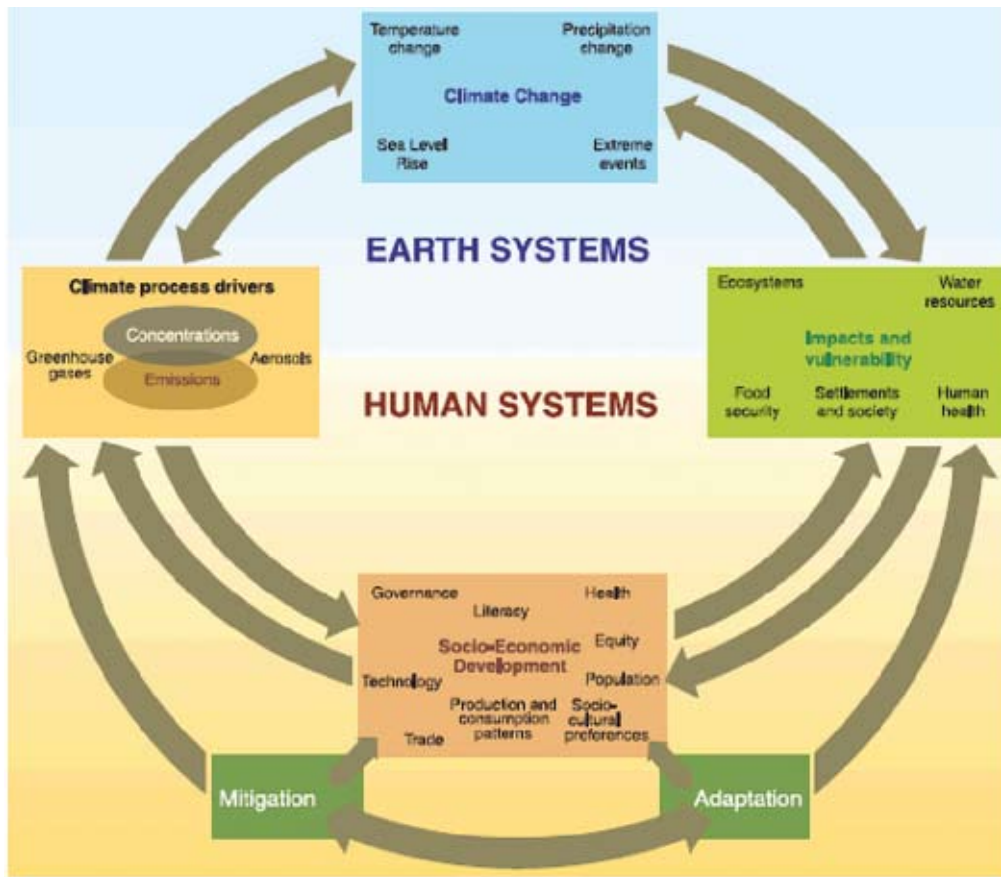 Temperature
change
Precipitation
change
Climate Change
Sea Level
Rise
Extreme
events
EARTH SYSTEMS
Climate process drivers
Concentrations
Greenhouse
gases
Aerosols
Emissions
Ecosystems
Water
resources
Impacts and
vulnerability
Food
security
Settlements
and society
Human
health
HUMAN SYSTEMS
Governance
Literacy
Health
Socio-Economic
Development
Equity
Technology
Population
Production and
consumption
patterns
Socio-
cultural
preferences
Trade
Mitigation
Adaptation